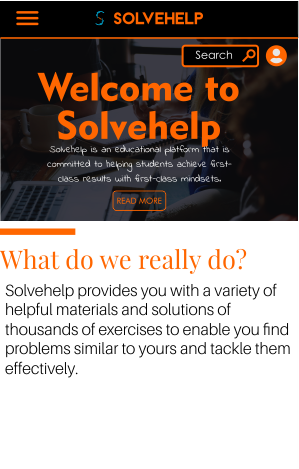 S SOLVEHELP
Search
Welcome to
Solvehelp
Solvehelp is an educational platform that is
committed to helping students achieve first-
class results with first-class mindsets.
READ MORE
What do we really do?
Solvehelp provides you with a variety of
helpful materials and solutions of
thousands of exercises to enable you find
problems similar to yours and tackle them
effectively.